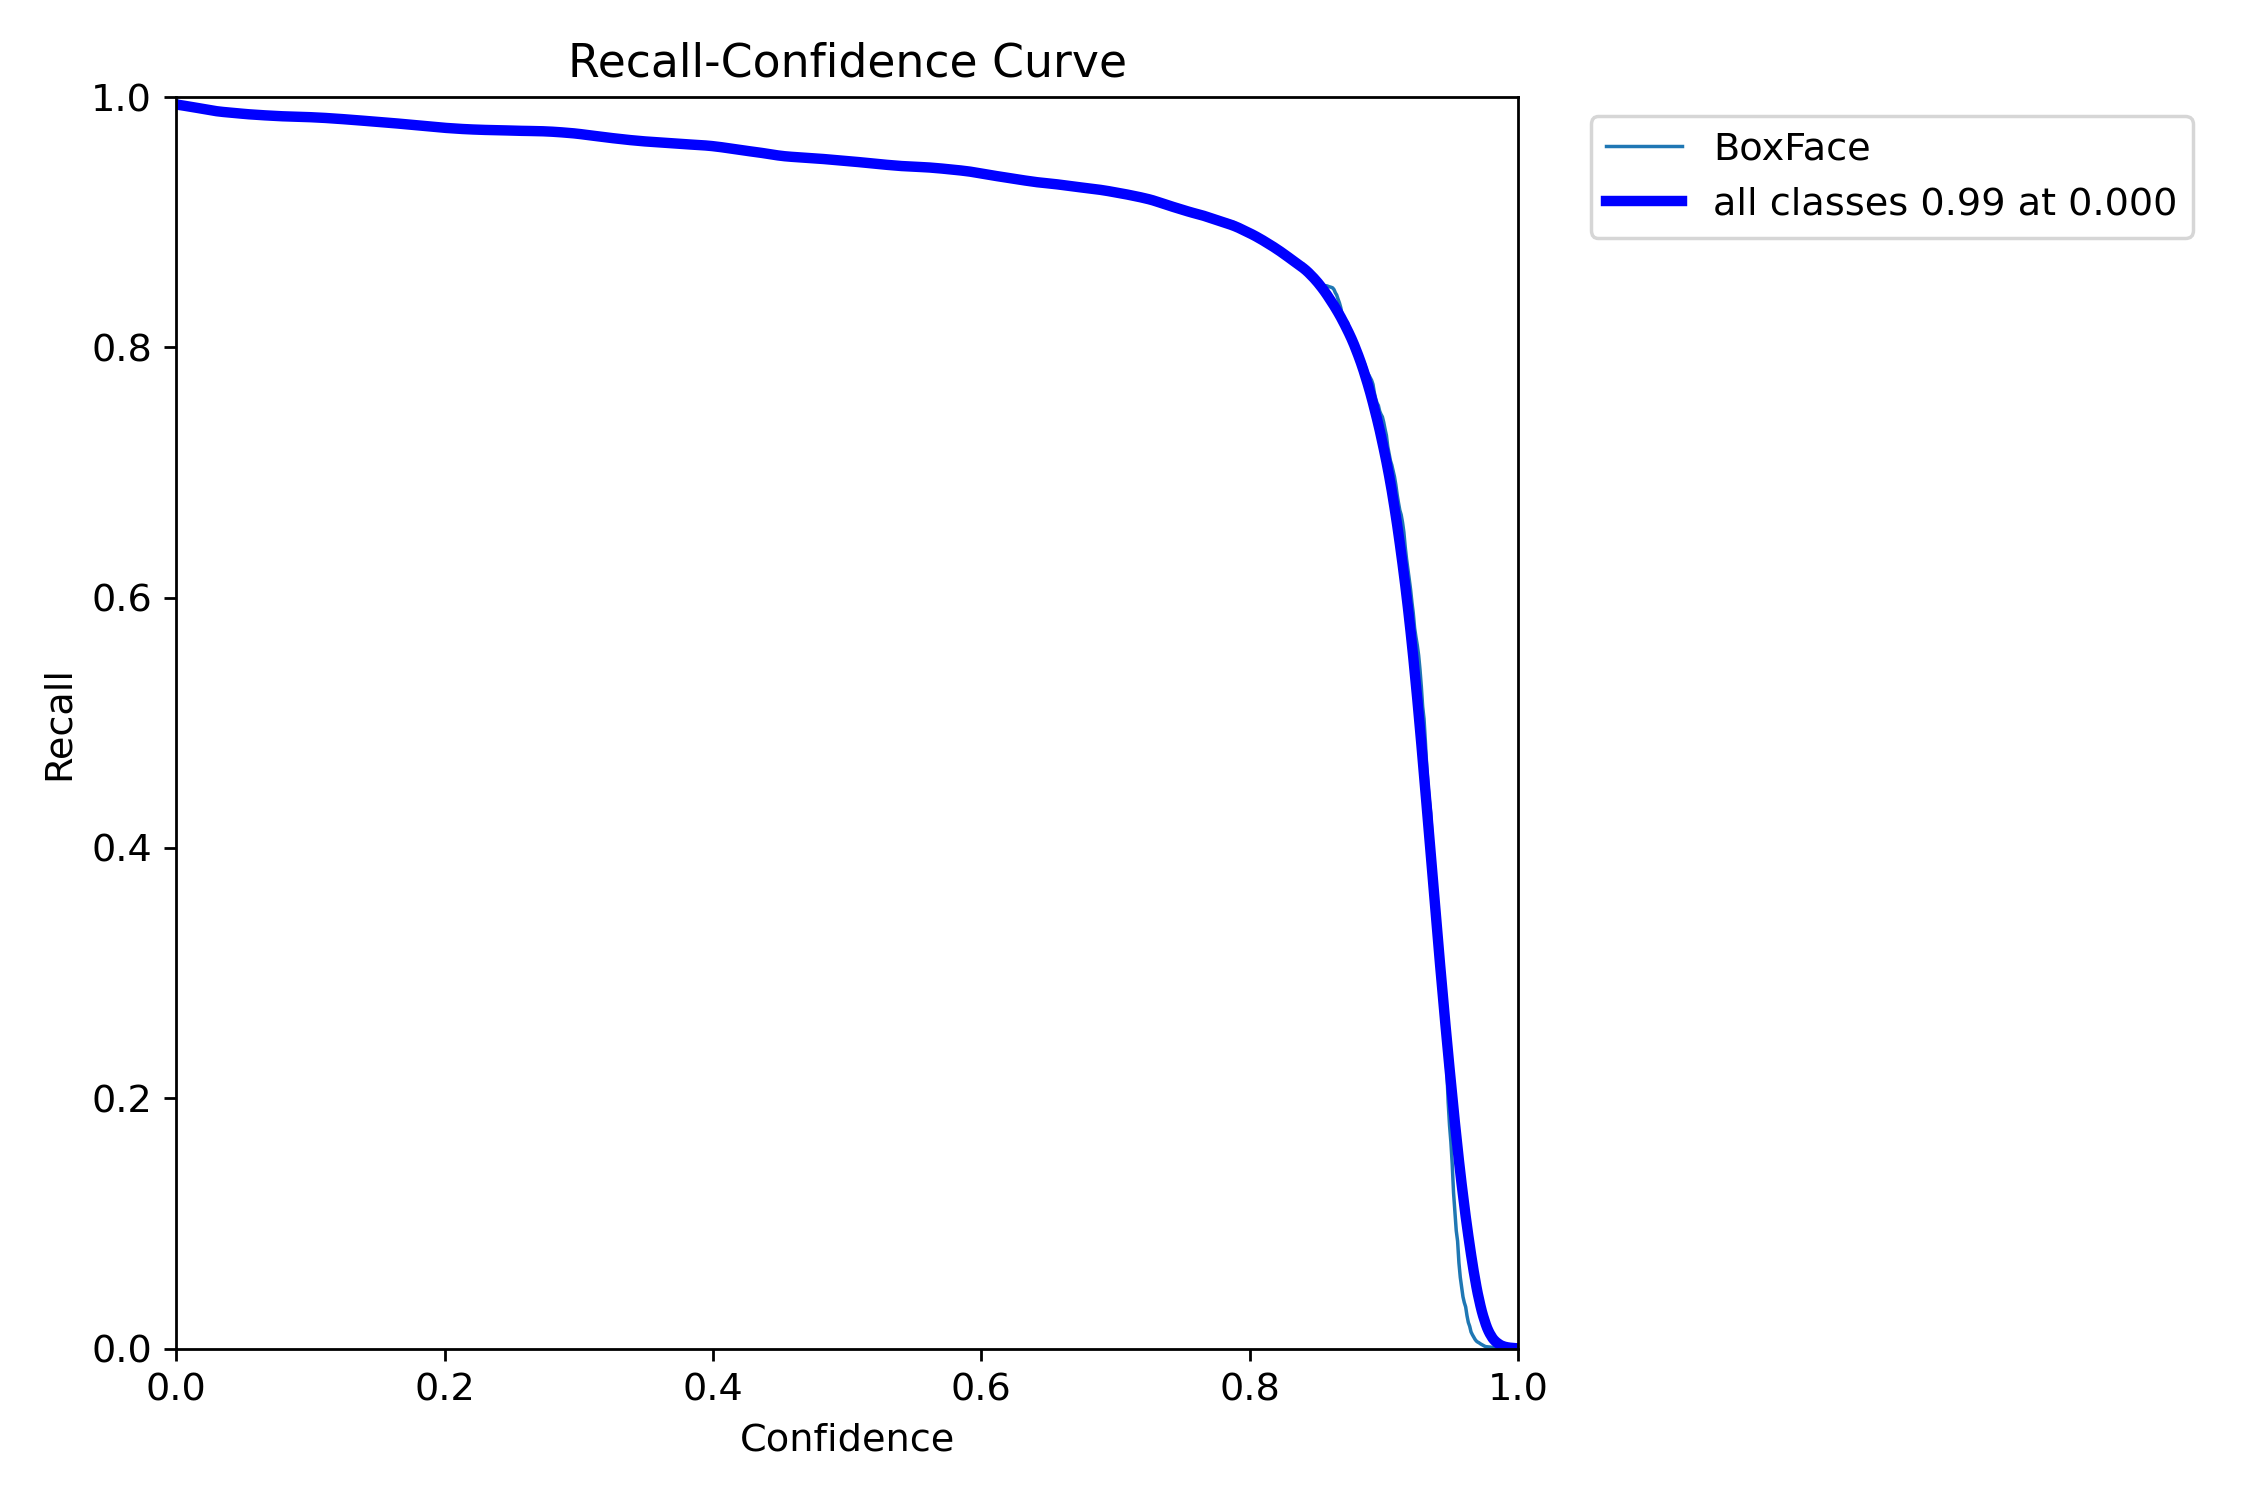 Recall-Confidence Curve
1.0
0.8
0.6
0.4
0.2
0.0
Recall
0.0 0.2 0.4 0.6 0.8 1.0
Confidence
BoxFace
all classes 0.99 at 0.000